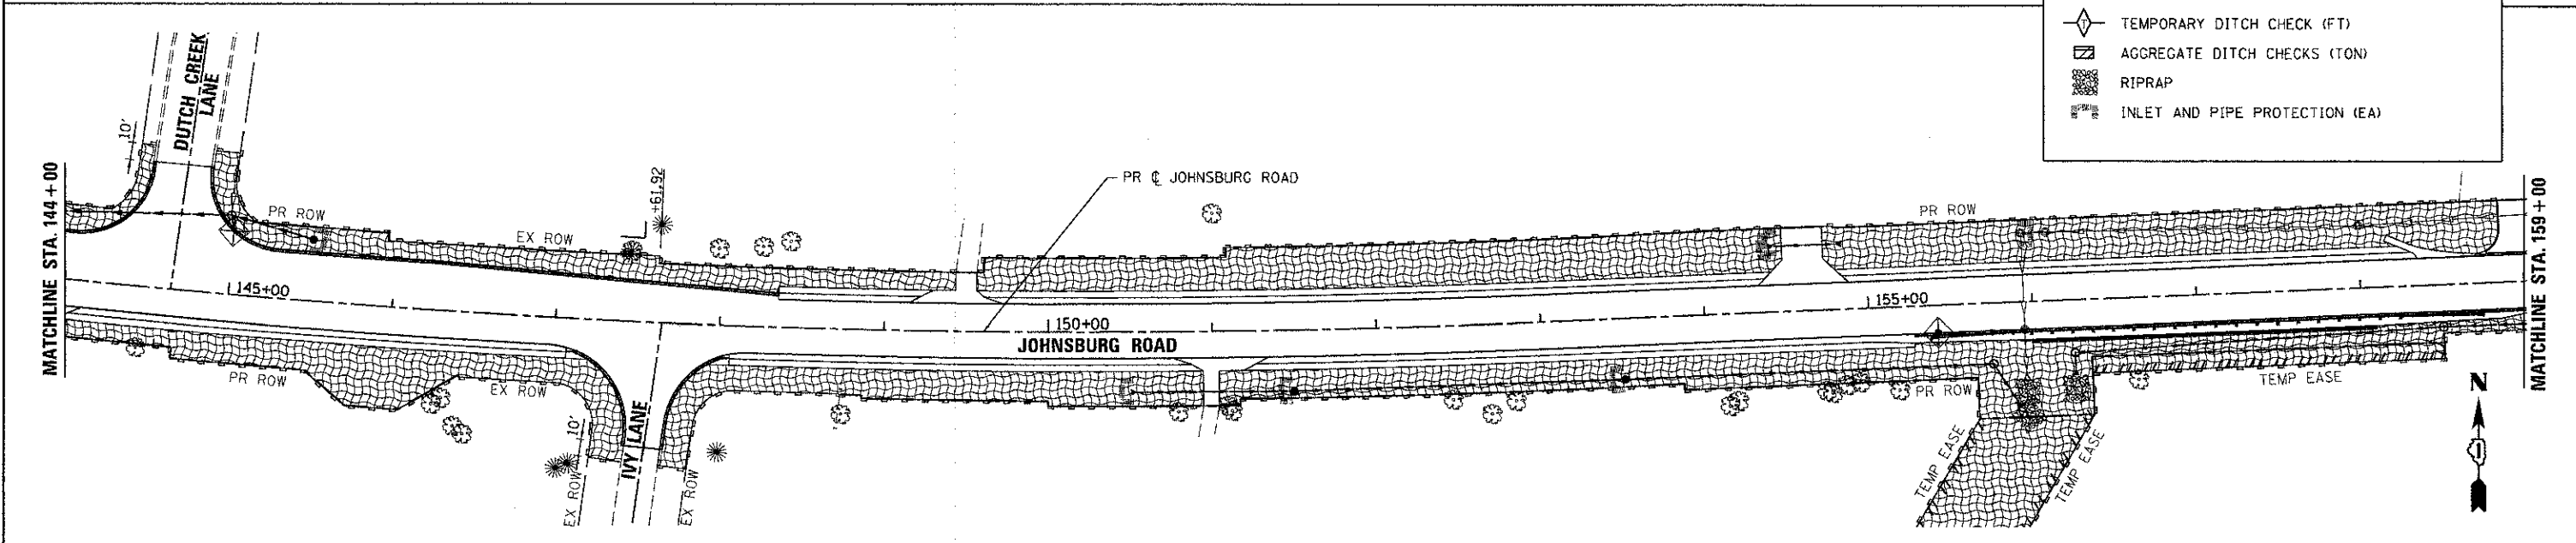 TEMPORARY DITCH CHECK (FT)
AGGREGATE DITCH CHECKS (TON)
RIPRAP
INLET AND PIPE PROTECTION (EA)
DUTCH CREEK
LANE
10'
MATCHLINE STA. 144+00
PR ROW
EX ROW
+61.92
PR ℄ JOHNSBURG ROAD
PR ROW
MATCHLINE STA. 159+00
145+00
150+00
155+00
JOHNSBURG ROAD
PR ROW
EX ROW
10'
IVY LANE
EX ROW
EX ROW
PR ROW
TEMP EASE
TEMP EASE
TEMP EASE
N